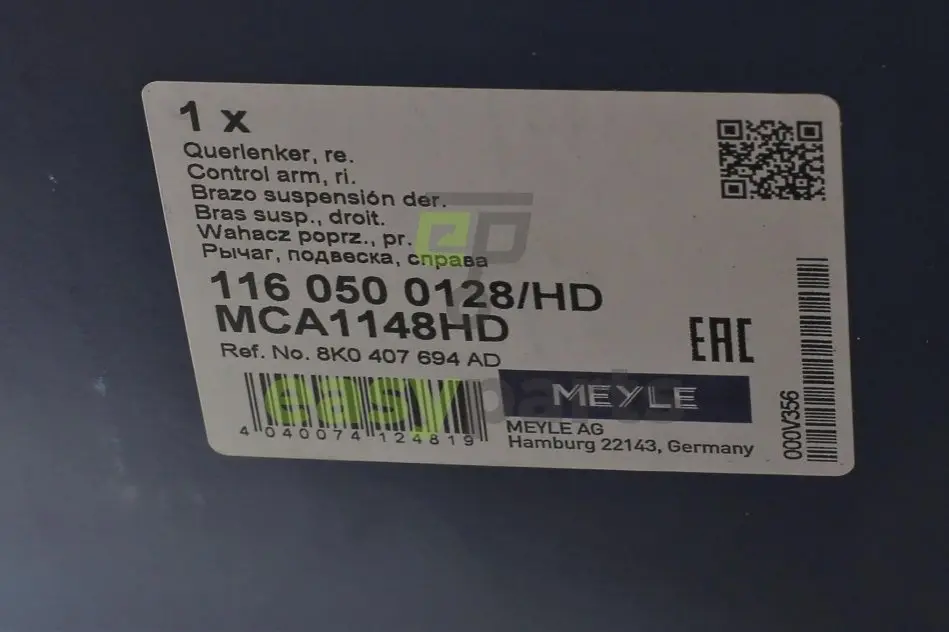 1 x
Querlenker, re.
Control arm, ri.
Brazo suspensión der.
Bras susp., droit.
Wahacz poprz., pr.
Рычаг, подвеска, справа
116 050 0128/HD
MCA1148HD
Ref. No. 8K0 407 694 AD
EAC
easyparts
MEYLE
4 040074 124819
MEYLE AG
Hamburg 22143, Germany
000V356
ep